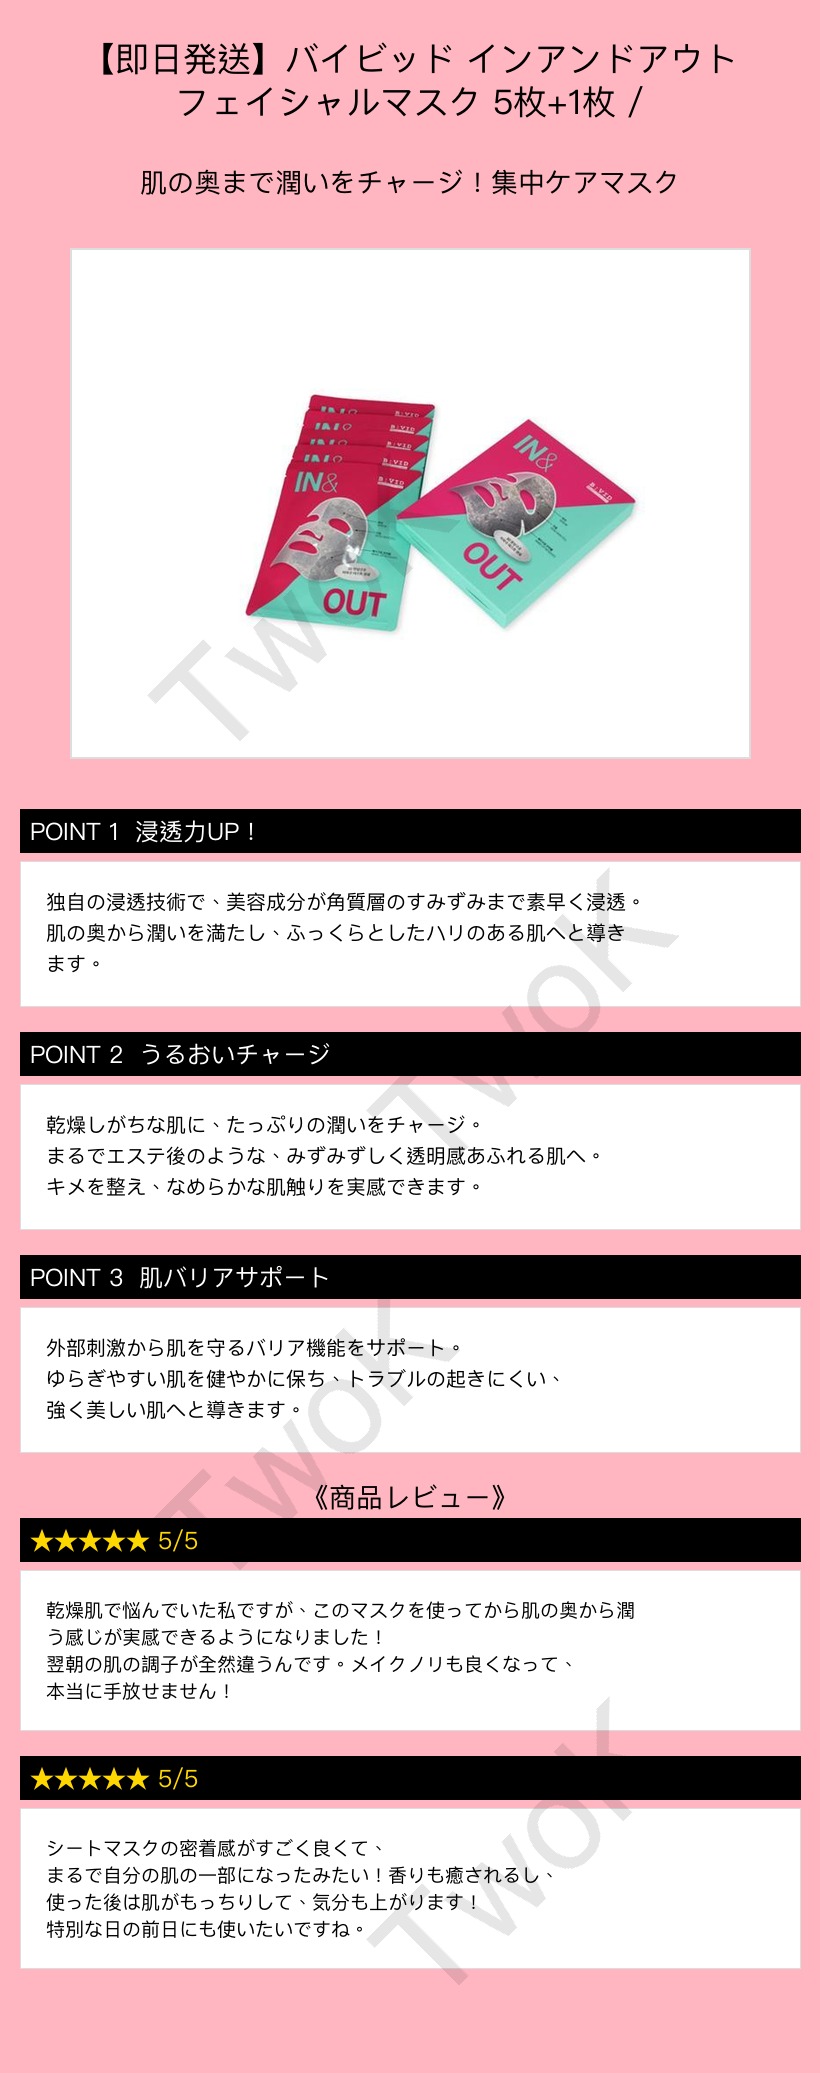 【即日発送】バイビッド インアンドアウト
フェイシャルマスク 5枚+1枚 /
肌の奥まで潤いをチャージ！集中ケアマスク
IN&
B:VID
OUT
IN&
B:VID
OUT
TwoK
POINT 1 浸透力UP！
独自の浸透技術で、美容成分が角質層のすみずみまで素早く浸透。
肌の奥から潤いを満たし、ふっくらとしたハリのある肌へと導き
ます。
TwoK
POINT 2 うるおいチャージ
乾燥しがちな肌に、たっぷりの潤いをチャージ。
まるでエステ後のような、みずみずしく透明感あふれる肌へ。
キメを整え、なめらかな肌触りを実感できます。
POINT 3 肌バリアサポート
外部刺激から肌を守るバリア機能をサポート。
ゆらぎやすい肌を健やかに保ち、トラブルの起きにくい、
強く美しい肌へと導きます。
TwoK
《商品レビュー》
★★★★★ 5/5
乾燥肌で悩んでいた私ですが、このマスクを使ってから肌の奥から潤
う感じが実感できるようになりました！
翌朝の肌の調子が全然違うんです。メイクノリも良くなって、
本当に手放せません！
★★★★★ 5/5
シートマスクの密着感がすごく良くて、
まるで自分の肌の一部になったみたい！香りも癒されるし、
使った後は肌がもっちりして、気分も上がります！
特別な日の前日にも使いたいですね。
TwoK